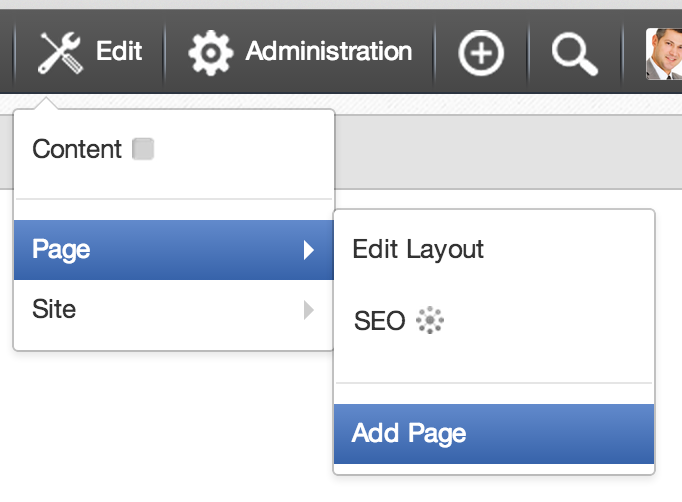 Edit
Administration
Content
Page
Site
Edit Layout
SEO
Add Page